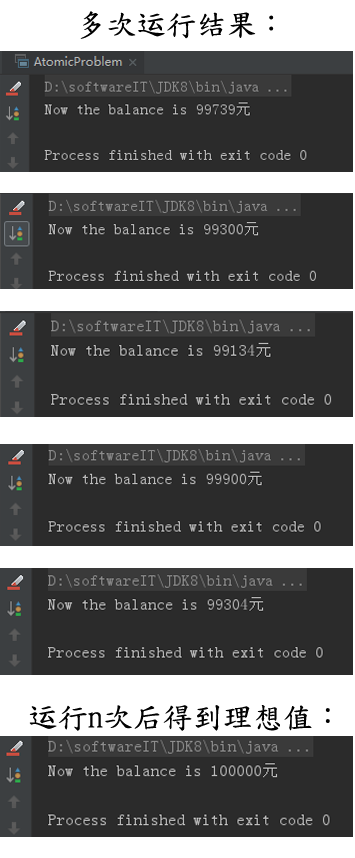 多次运行结果：
AtomicProblem ×
D:\softwareIT\JDK8\bin\java ...
Now the balance is 99739元
Process finished with exit code 0
D:\softwareIT\JDK8\bin\java ...
Now the balance is 99300元
Process finished with exit code 0
D:\softwareIT\JDK8\bin\java ...
Now the balance is 99134元
Process finished with exit code 0
D:\softwareIT\JDK8\bin\java ...
Now the balance is 99900元
Process finished with exit code 0
D:\softwareIT\JDK8\bin\java ...
Now the balance is 99304元
Process finished with exit code 0
运行n次后得到理想值：
D:\softwareIT\JDK8\bin\java ...
Now the balance is 100000元
Process finished with exit code 0